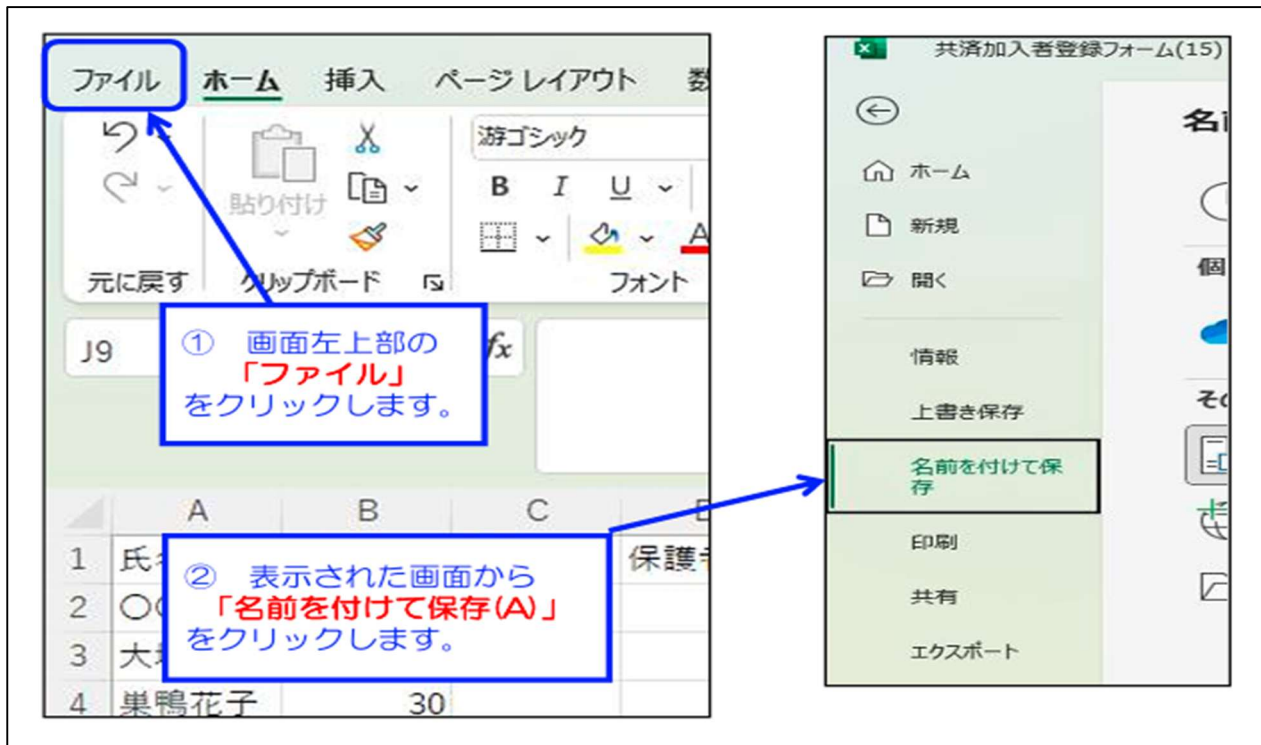 ファイル ホーム 挿入 ページ レイアウト 数
貼り付け
游ゴシック
B I U
A
元に戻す クリップボード フォント
J9 fx
① 画面左上部の
「ファイル」
をクリックします。
A B C
1 氏
② 表示された画面から
「名前を付けて保存(A)」
をクリックします。
保護
2 〇
3 大
4 巣鴨花子 30
共済加入者登録フォーム(15)
名
ホーム
新規
開く
個
情報
上書き保存
その
名前を付けて保
存
印刷
共有
エクスポート